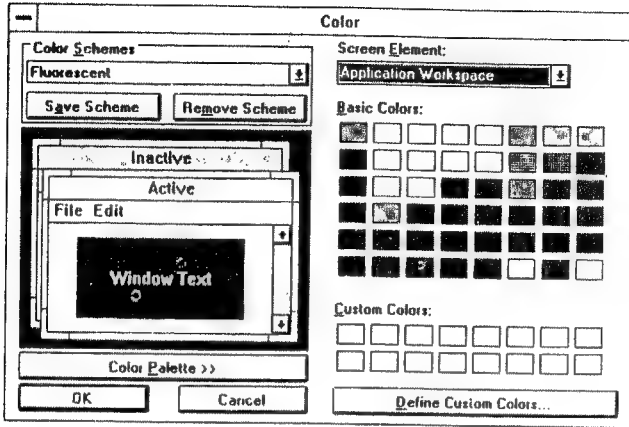 Color
Color Schemes
Fluorescent
Save Scheme
Remove Scheme
Inactive
Active
File Edit
Window Text
Color Palette >>
OK
Cancel
Screen Element:
Application Workspace
Basic Colors:
Custom Colors:
Define Custom Colors...